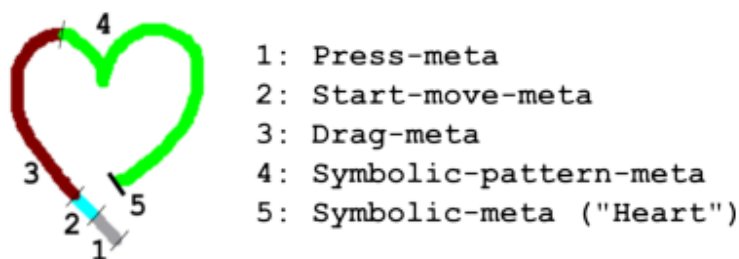 4
3
2
1
5
1: Press-meta
2: Start-move-meta
3: Drag-meta
4: Symbolic-pattern-meta
5: Symbolic-meta ("Heart")